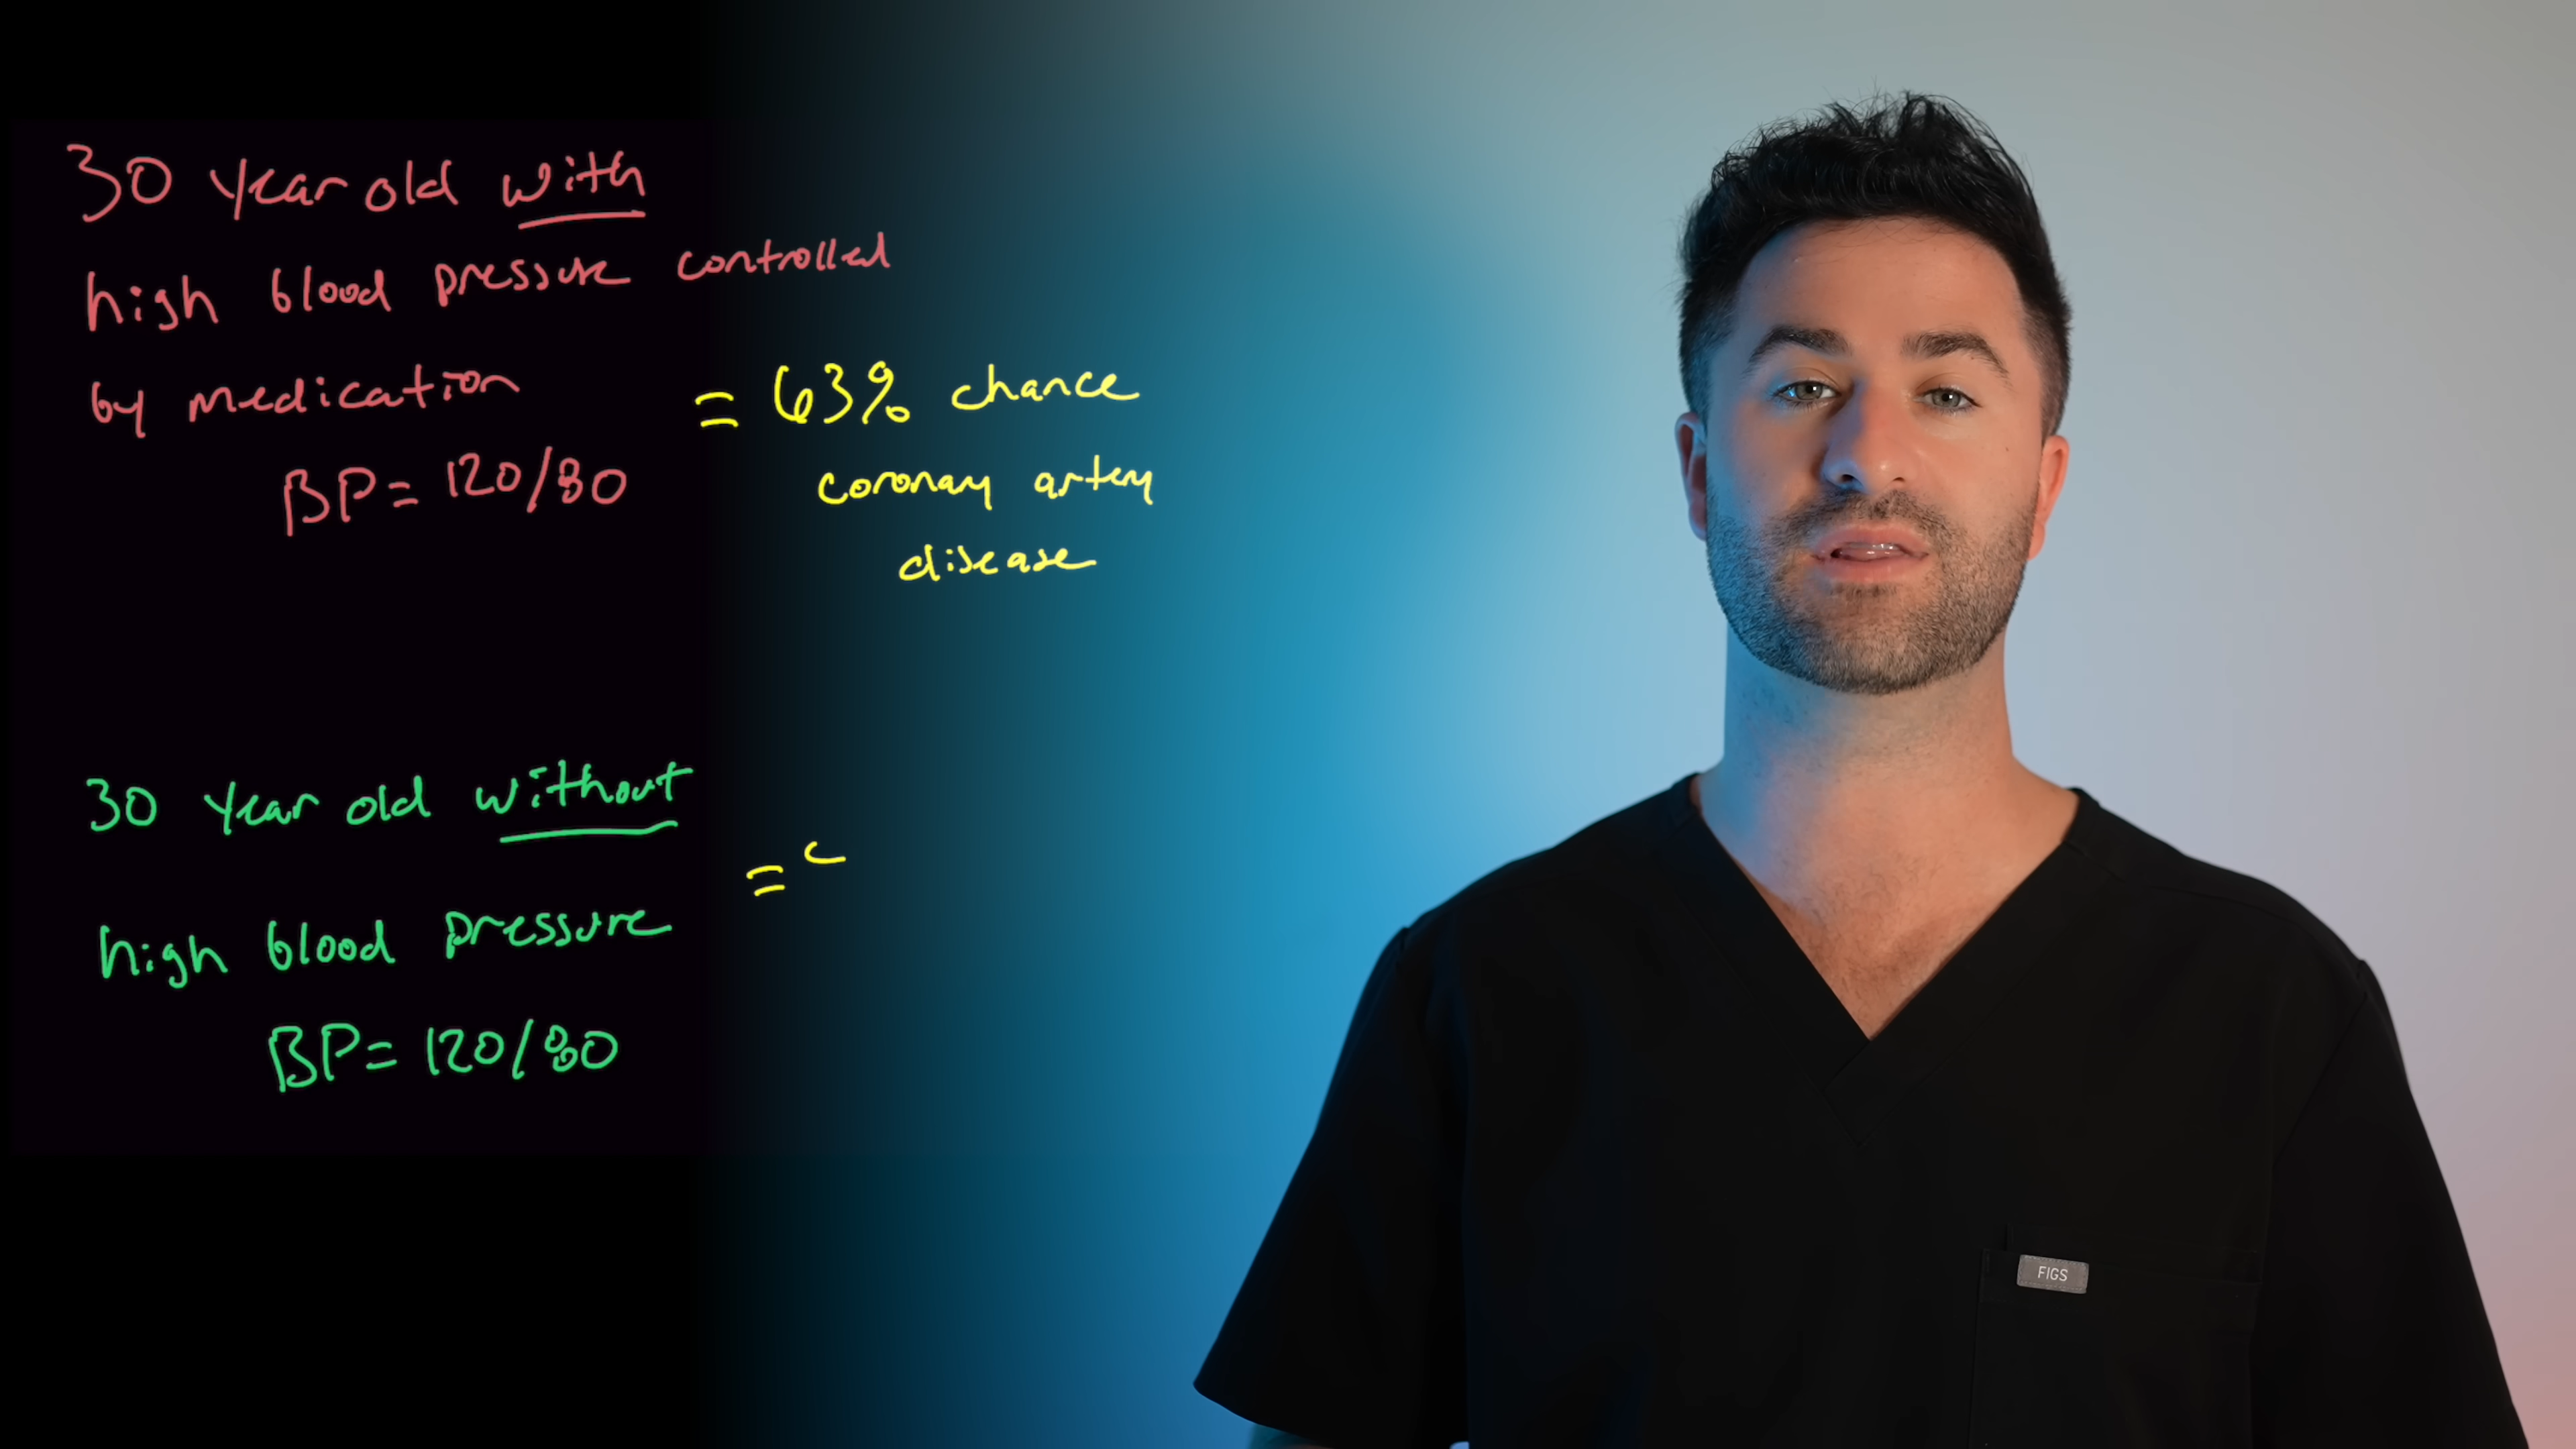 30 year old with
high blood pressure controlled
by medication
BP = 120/80
= 63% chance
coronary artery
disease
30 year old without
high blood pressure
BP = 120/80
=
FIGS